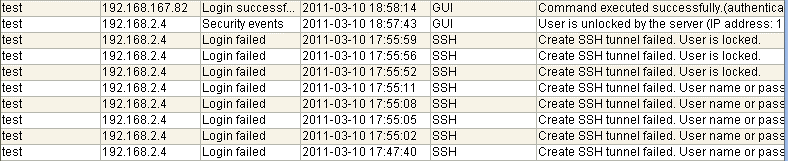 test 192.168.167.82 Login successf... 2011-03-10 18:58:14 GUI Command executed successfully.(authentica
test 192.168.2.4 Security events 2011-03-10 18:57:43 GUI User is unlocked by the server (IP address: 1
test 192.168.2.4 Login failed 2011-03-10 17:55:59 SSH Create SSH tunnel failed. User is locked.
test 192.168.2.4 Login failed 2011-03-10 17:55:56 SSH Create SSH tunnel failed. User is locked.
test 192.168.2.4 Login failed 2011-03-10 17:55:52 SSH Create SSH tunnel failed. User is locked.
test 192.168.2.4 Login failed 2011-03-10 17:55:11 SSH Create SSH tunnel failed. User name or pass
test 192.168.2.4 Login failed 2011-03-10 17:55:08 SSH Create SSH tunnel failed. User name or pass
test 192.168.2.4 Login failed 2011-03-10 17:55:05 SSH Create SSH tunnel failed. User name or pass
test 192.168.2.4 Login failed 2011-03-10 17:55:02 SSH Create SSH tunnel failed. User name or pass
test 192.168.2.4 Login failed 2011-03-10 17:47:40 SSH Create SSH tunnel failed. User name or pass